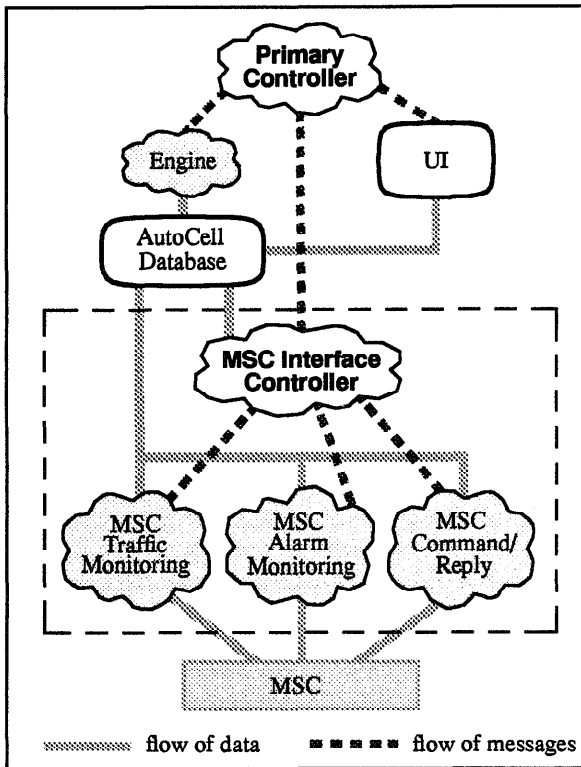 Primary
Controller
Engine
UI
AutoCell
Database
MSC Interface
Controller
MSC
Traffic
Monitoring
MSC
Alarm
Monitoring
MSC
Command/
Reply
MSC
flow of data
flow of messages